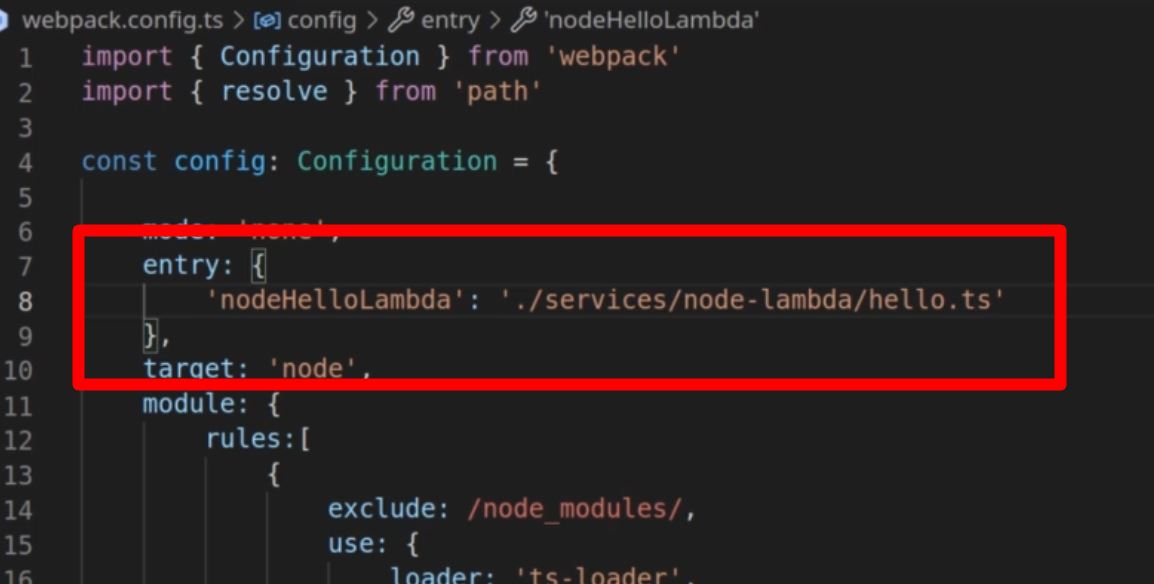 webpack.config.ts > config > entry > 'nodeHelloLambda'
1 import { Configuration } from 'webpack'
2 import { resolve } from 'path'
3
4 const config: Configuration = {
5
6 mode: 'none',
7 entry: {
8 'nodeHelloLambda': './services/node-lambda/hello.ts'
9 },
10 target: 'node',
11 module: {
12 rules:[
13 {
14 exclude: /node_modules/,
15 use: {
16 loader: 'ts-loader',